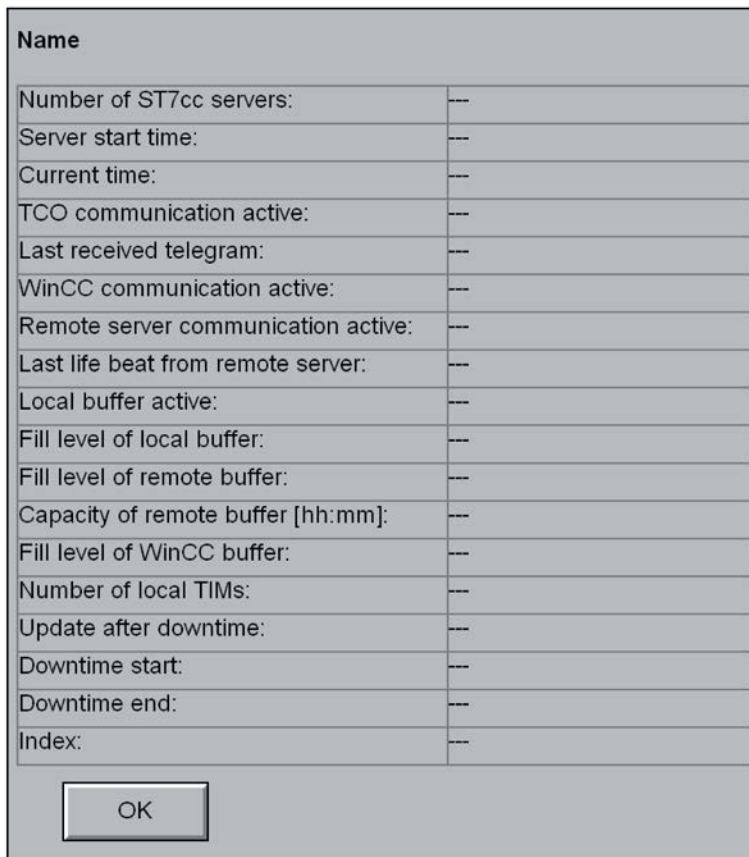 Name
Number of ST7cc servers: ---
Server start time: ---
Current time: ---
TCO communication active: ---
Last received telegram: ---
WinCC communication active: ---
Remote server communication active: ---
Last life beat from remote server: ---
Local buffer active: ---
Fill level of local buffer: ---
Fill level of remote buffer: ---
Capacity of remote buffer [hh:mm]: ---
Fill level of WinCC buffer: ---
Number of local TIMs: ---
Update after downtime: ---
Downtime start: ---
Downtime end: ---
Index: ---
OK